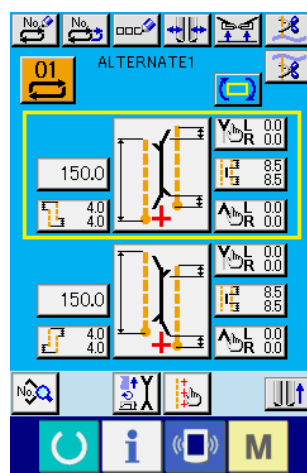 No. No.
01 ALTERNATE1
V L 0.0
R 0.0
150.0
8.5
8.5
4.0
4.0
Λ L 0.0
R 0.0
V L 0.0
R 0.0
150.0
8.5
8.5
4.0
4.0
Λ L 0.0
R 0.0
No.
i M